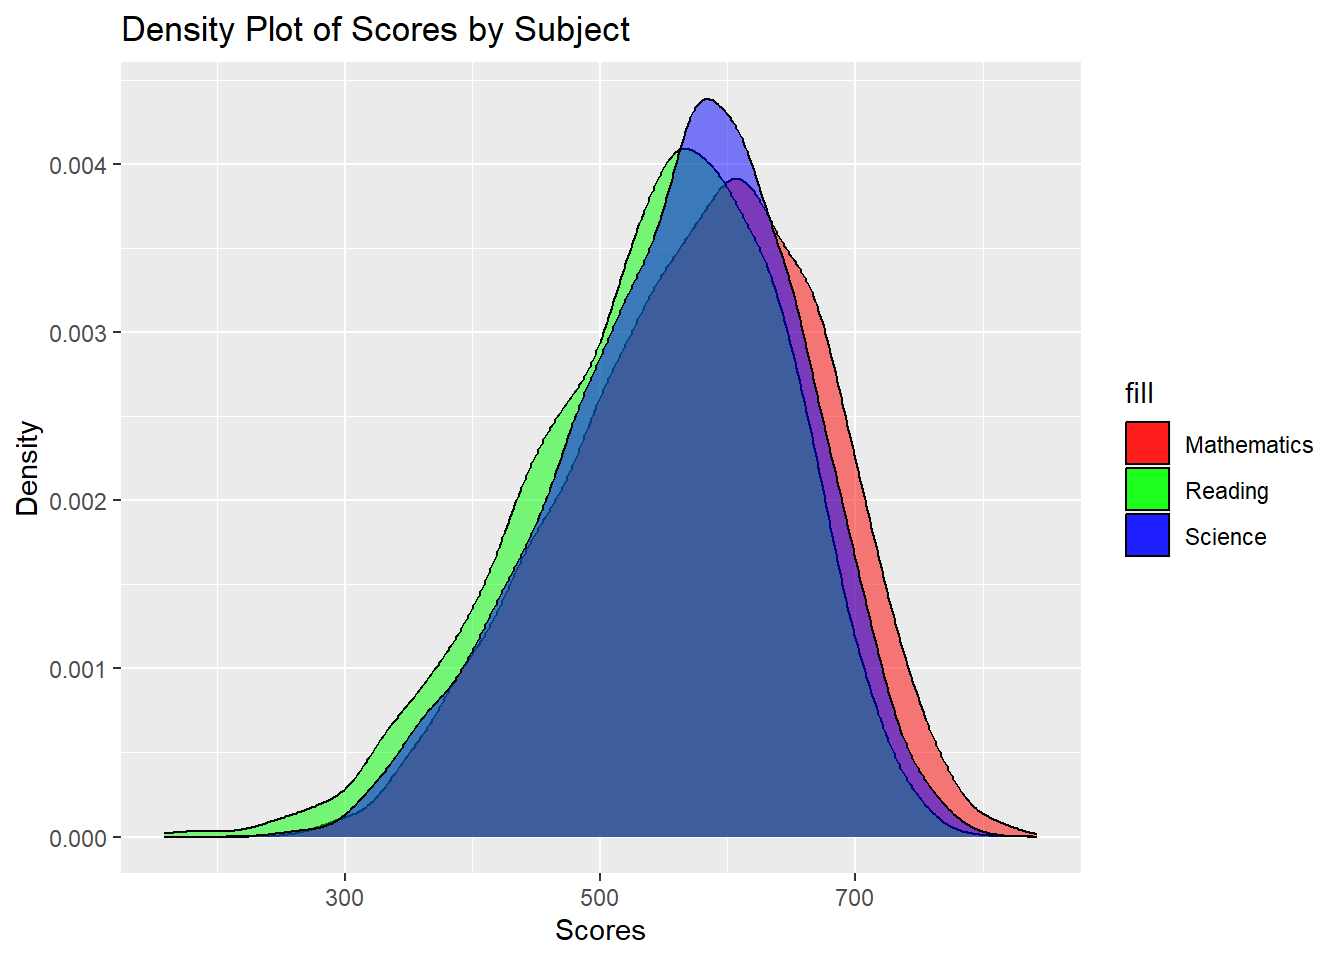 Density Plot of Scores by Subject
0.004
0.003
0.002
0.001
0.000
Density
300 500 700
Scores
fill
Mathematics
Reading
Science